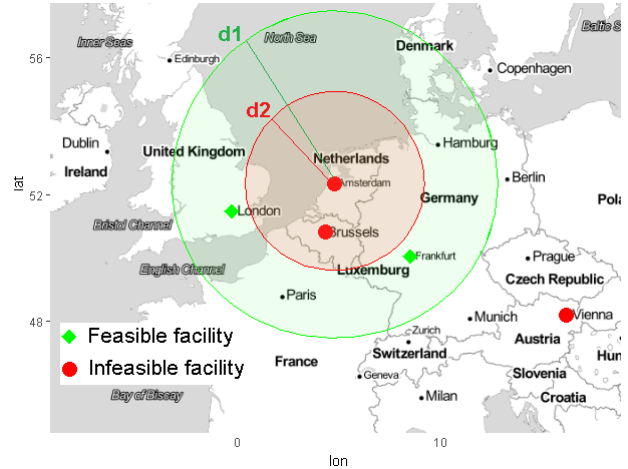 Inner Seas
56
Edinburgh
d1
North Sea
Denmark
Baltic S
Copenhagen
d2
Dublin
Ireland
United Kingdom
Netherlands
Amsterdam
Hamburg
Berlin
lat
52
Bristol Channel
London
Brussels
Germany
Pola
English Channel
Luxemburg
Frankfurt
Prague
Czech Republic
Paris
48
Munich
Vienna
Feasible facility
Zurich
Austria
Hun
Infeasible facility
France
Switzerland
Geneva
Slovenia
Bay of Biscay
Milan
Croatia
0
10
lon